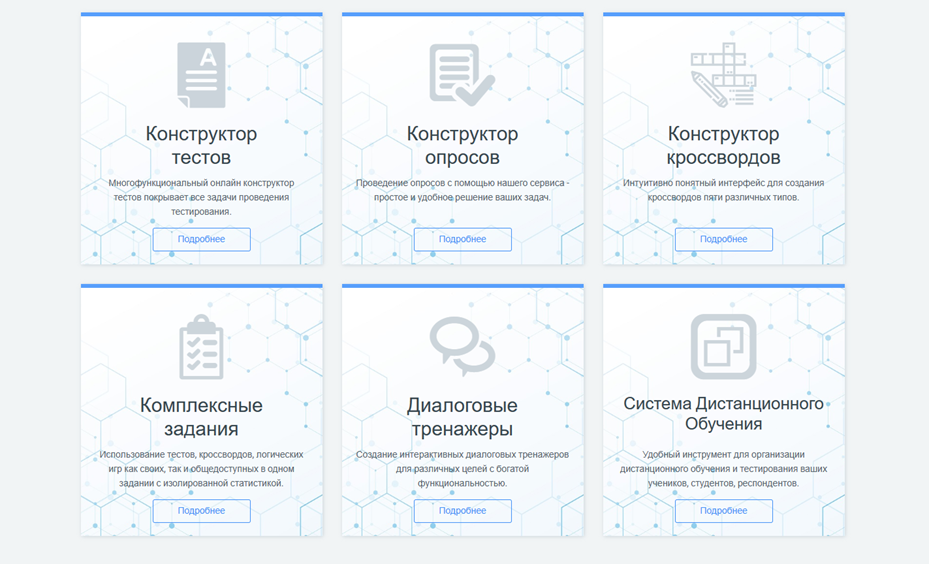 Конструктор
тестов
Многофункциональный онлайн конструктор
тестов покрывает все задачи проведения
тестирования.
Подробнее
Конструктор
опросов
Проведение опросов с помощью нашего сервиса -
простое и удобное решение ваших задач.
Подробнее
Конструктор
кроссвордов
Интуитивно понятный интерфейс для создания
кроссвордов пяти различных типов.
Подробнее
Комплексные
задания
Использование тестов, кроссвордов, логических
игр как своих, так и общедоступных в одном
задании с изолированной статистикой.
Подробнее
Диалоговые
тренажеры
Создание интерактивных диалоговых тренажеров
для различных целей с богатой
функциональностью.
Подробнее
Система Дистанционного
Обучения
Удобный инструмент для организации
дистанционного обучения и тестирования ваших
учеников, студентов, респондентов.
Подробнее